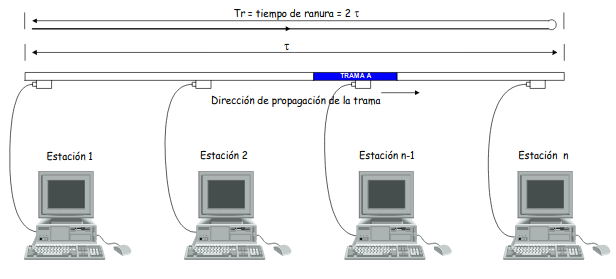 Tr = tiempo de ranura = 2 τ
τ
TRAMA A
Dirección de propagación de la trama
Estación 1
Estación 2
Estación n-1
Estación n